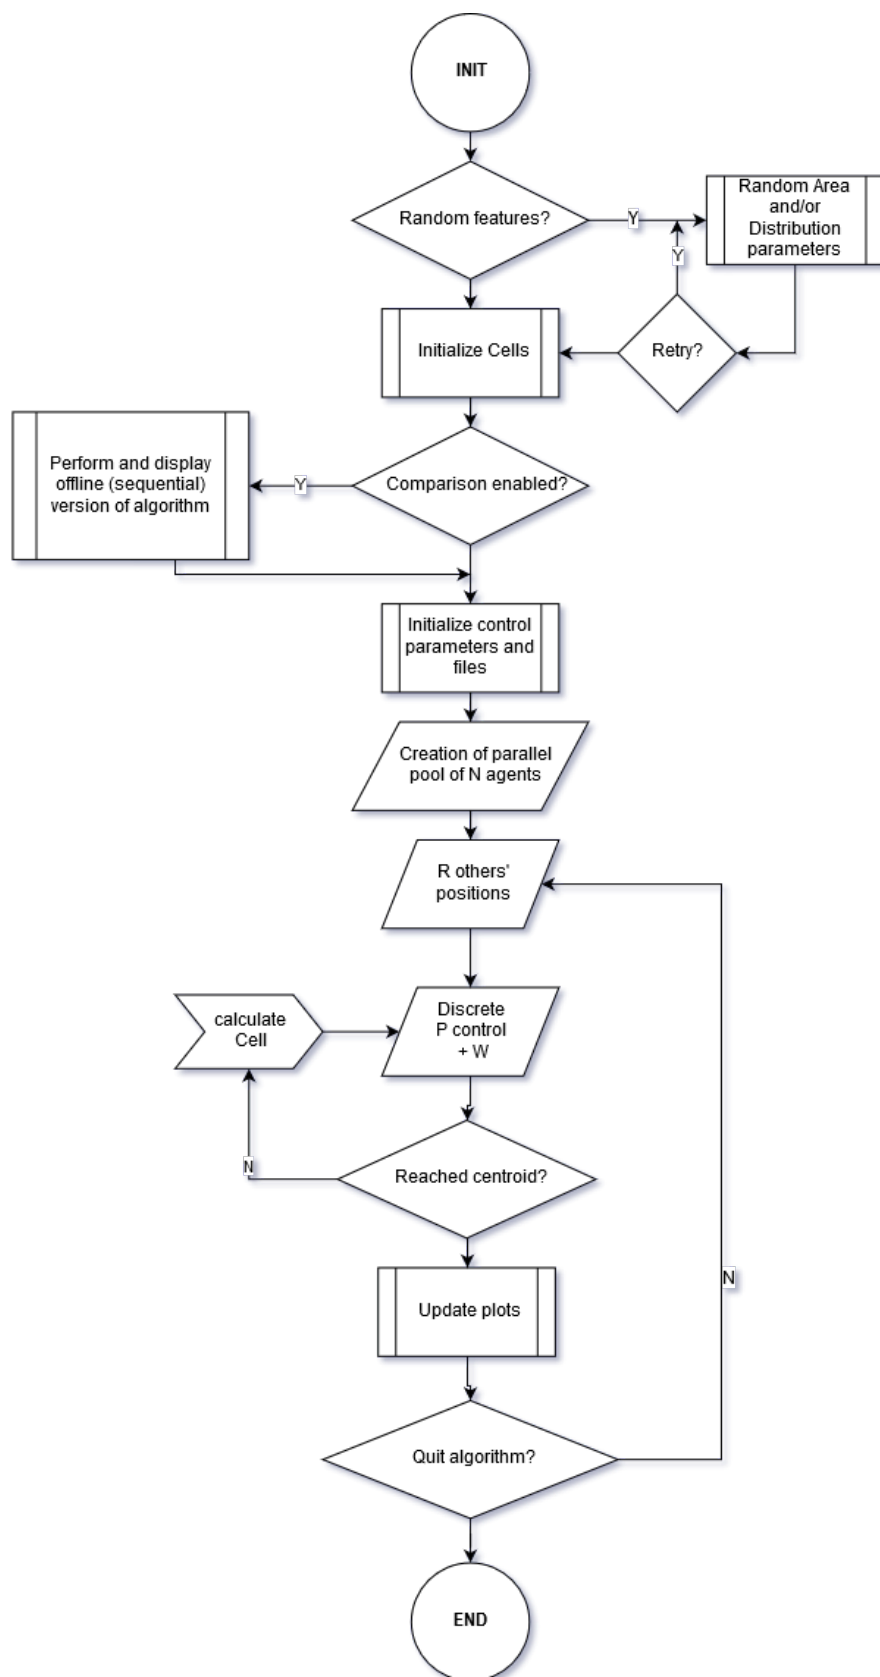 INIT
Random features?
Y
Random Area
and/or
Distribution
parameters
Y
Initialize Cells
Retry?
Perform and display
offline (sequential)
version of algorithm
Y
Comparison enabled?
Initialize control
parameters and
files
Creation of parallel
pool of N agents
R others'
positions
calculate
Cell
Discrete
P control
+ W
N
Reached centroid?
Update plots
N
Quit algorithm?
END